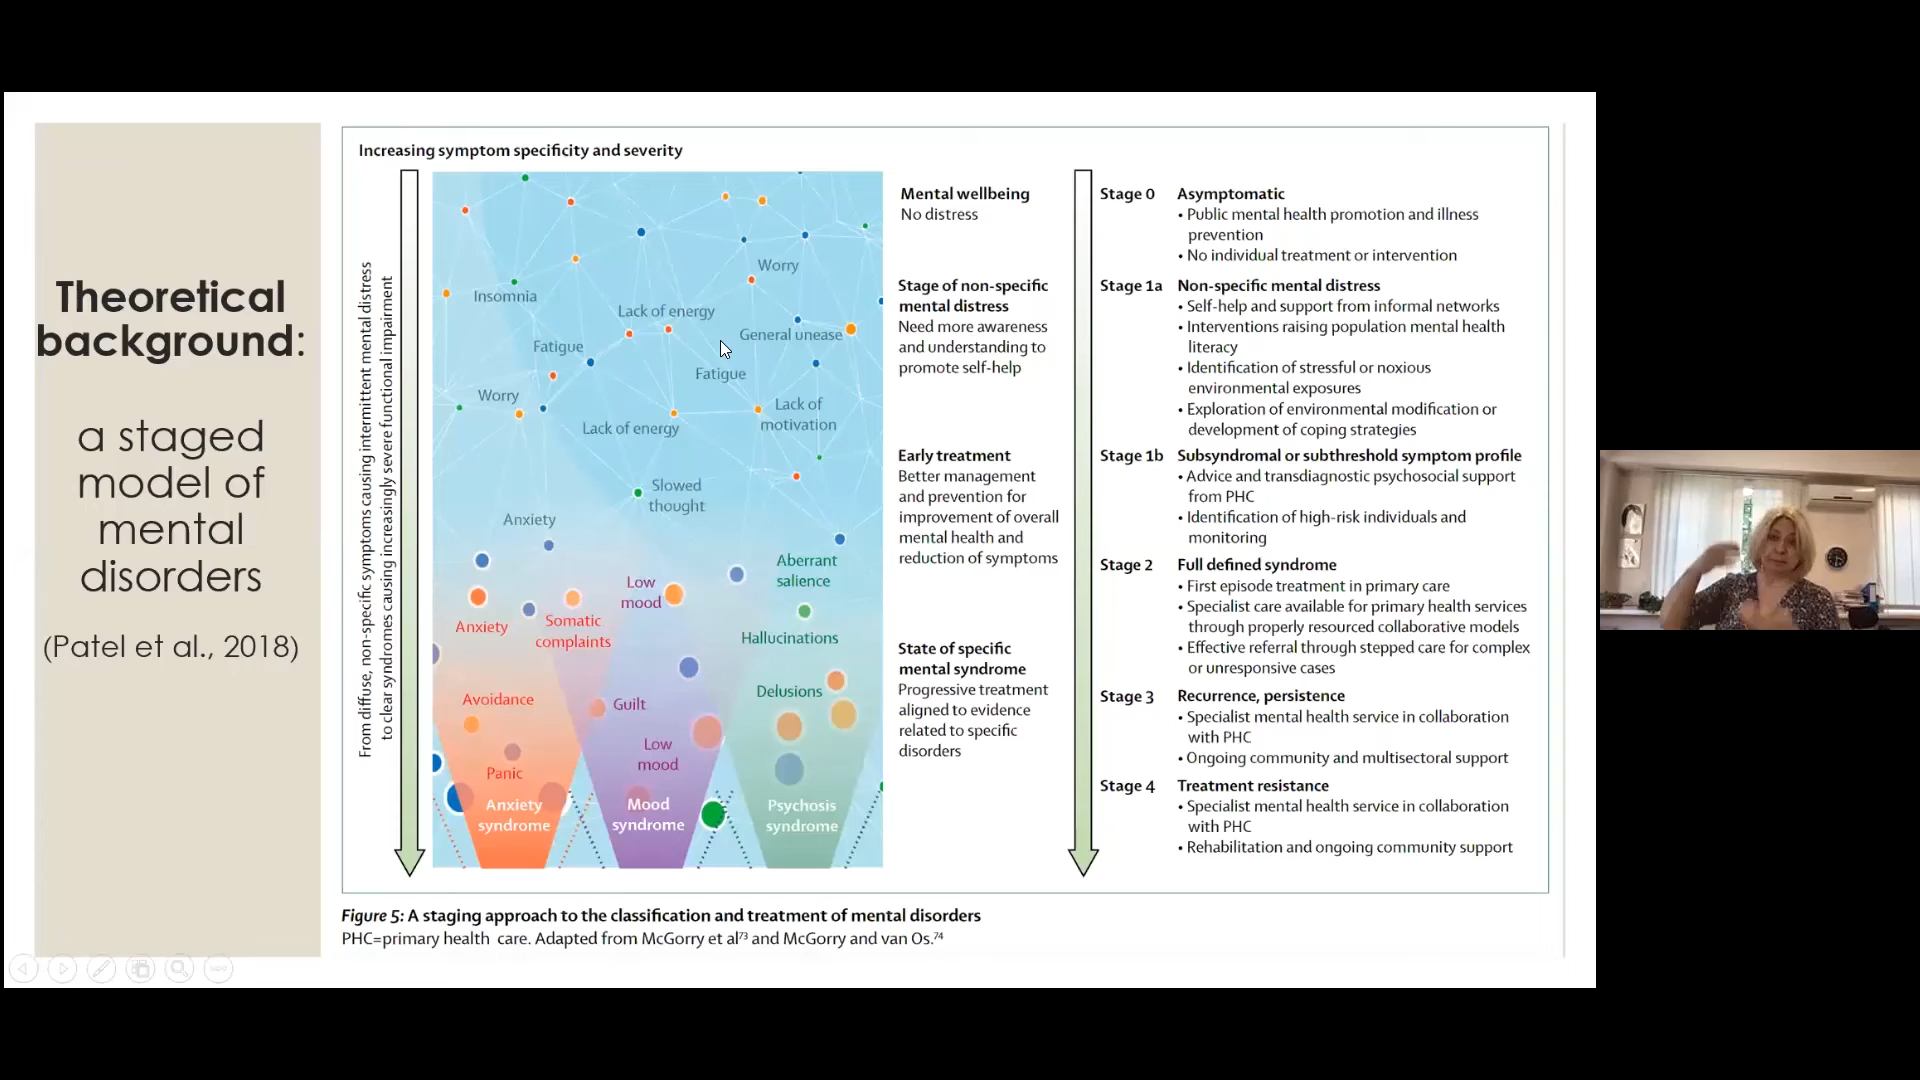 Theoretical
background:
a staged
model of
mental
disorders
(Patel et al., 2018)
Increasing symptom specificity and severity
From diffuse, non-specific symptoms causing intermittent mental distress
to clear syndromes causing increasingly severe functional impairment
Worry
Insomnia
Lack of energy
General unease
Fatigue
Fatigue
Worry
Lack of
motivation
Lack of energy
Slowed
thought
Anxiety
Aberrant
salience
Low
mood
Anxiety
Somatic
complaints
Hallucinations
Delusions
Avoidance
Guilt
Low
mood
Panic
Anxiety
syndrome
Mood
syndrome
Psychosis
syndrome
Mental wellbeing
No distress
Stage of non-specific
mental distress
Need more awareness
and understanding to
promote self-help
Early treatment
Better management
and prevention for
improvement of overall
mental health and
reduction of symptoms
State of specific
mental syndrome
Progressive treatment
aligned to evidence
related to specific
disorders
Stage 0 Asymptomatic
• Public mental health promotion and illness
prevention
• No individual treatment or intervention
Stage 1a Non-specific mental distress
• Self-help and support from informal networks
• Interventions raising population mental health
literacy
• Identification of stressful or noxious
environmental exposures
• Exploration of environmental modification or
development of coping strategies
Stage 1b Subsyndromal or subthreshold symptom profile
• Advice and transdiagnostic psychosocial support
from PHC
• Identification of high-risk individuals and
monitoring
Stage 2 Full defined syndrome
• First episode treatment in primary care
• Specialist care available for primary health services
through properly resourced collaborative models
• Effective referral through stepped care for complex
or unresponsive cases
Stage 3 Recurrence, persistence
• Specialist mental health service in collaboration
with PHC
• Ongoing community and multisectoral support
Stage 4 Treatment resistance
• Specialist mental health service in collaboration
with PHC
• Rehabilitation and ongoing community support
Figure 5: A staging approach to the classification and treatment of mental disorders
PHC=primary health care. Adapted from McGorry et al⁷³ and McGorry and van Os.⁷⁴